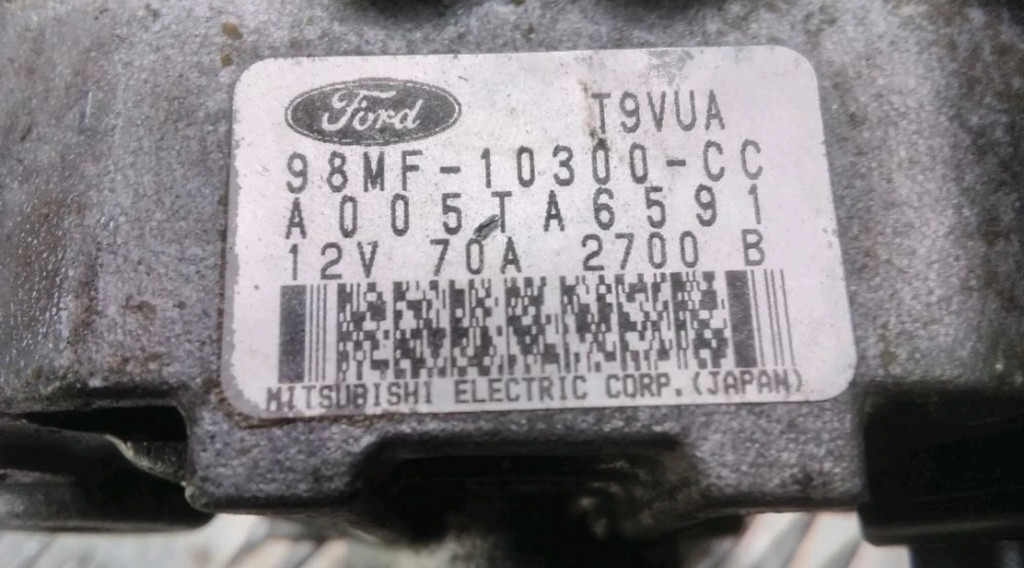 Ford T9VUA
98MF-10300-CC
A005TA6591
12V 70A 2700 B
MITSUBISHI ELECTRIC CORP.(JAPAN)